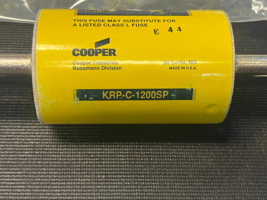 THIS FUSE MAY SUBSTITUTE FOR
A LISTED CLASS L FUSE
E 44
COOPER
Cooper Industries
Bussmann Division
MADE IN U.S.A.
KRP-C-1200SP